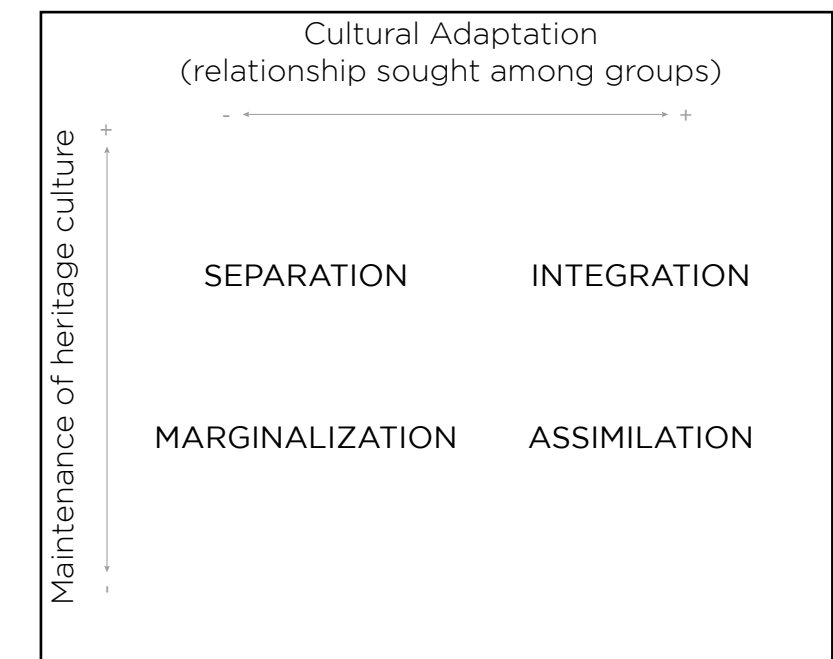 Cultural Adaptation
(relationship sought among groups)
- +
+
Maintenance of heritage culture
-
SEPARATION INTEGRATION
MARGINALIZATION ASSIMILATION